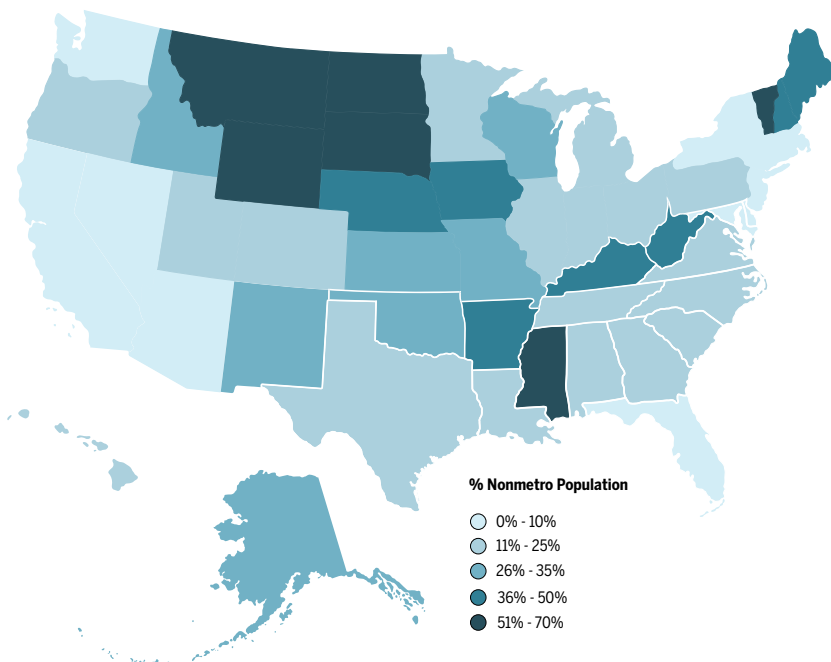 % Nonmetro Population
0% - 10%
11% - 25%
26% - 35%
36% - 50%
51% - 70%